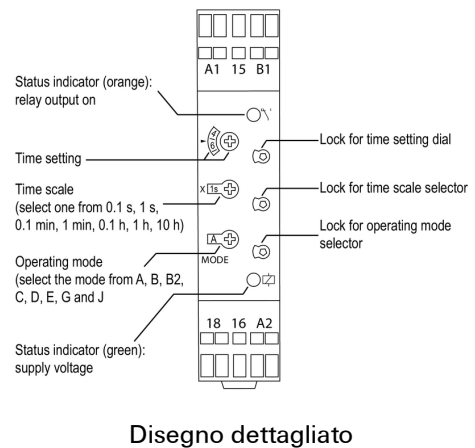 A1 15 B1
Status indicator (orange):
relay output on
Lock for time setting dial
Time setting
Time scale
(select one from 0.1 s, 1 s,
0.1 min, 1 min, 0.1 h, 1 h, 10 h)
X 1s
Lock for time scale selector
Lock for operating mode
selector
A
MODE
Operating mode
(select the mode from A, B, B2,
C, D, E, G and J
18 16 A2
Status indicator (green):
supply voltage
Disegno dettagliato